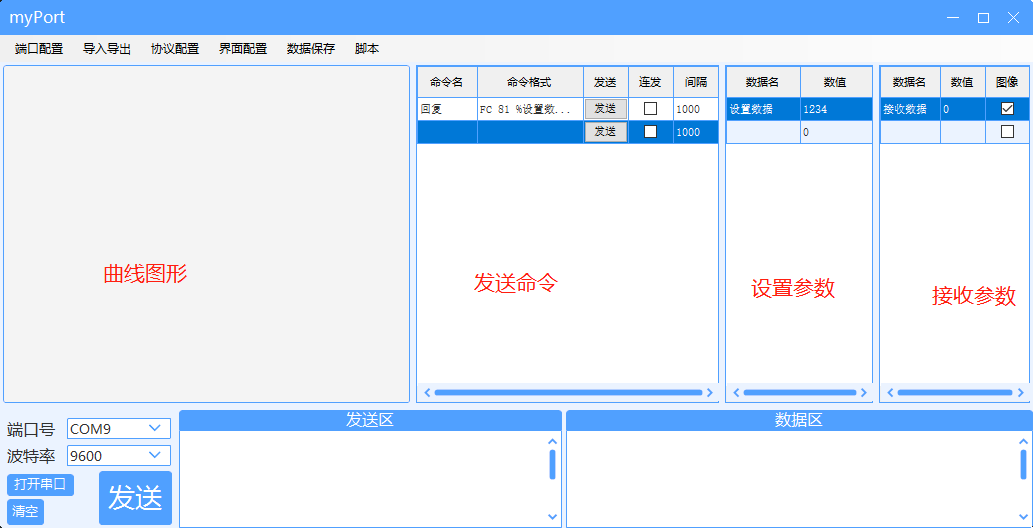 myPort
端口配置 导入导出 协议配置 界面配置 数据保存 脚本
命令名 命令格式 发送 连发 间隔
回复 FC S1 %设置数... 发送 1000
发送 1000
数据名 数值
设置数据 1234
0
数据名 数值 图像
接收数据 0
曲线图形
发送命令
设置参数
接收参数
端口号 COM9
波特率 9600
打开串口
清空
发送
发送区
数据区